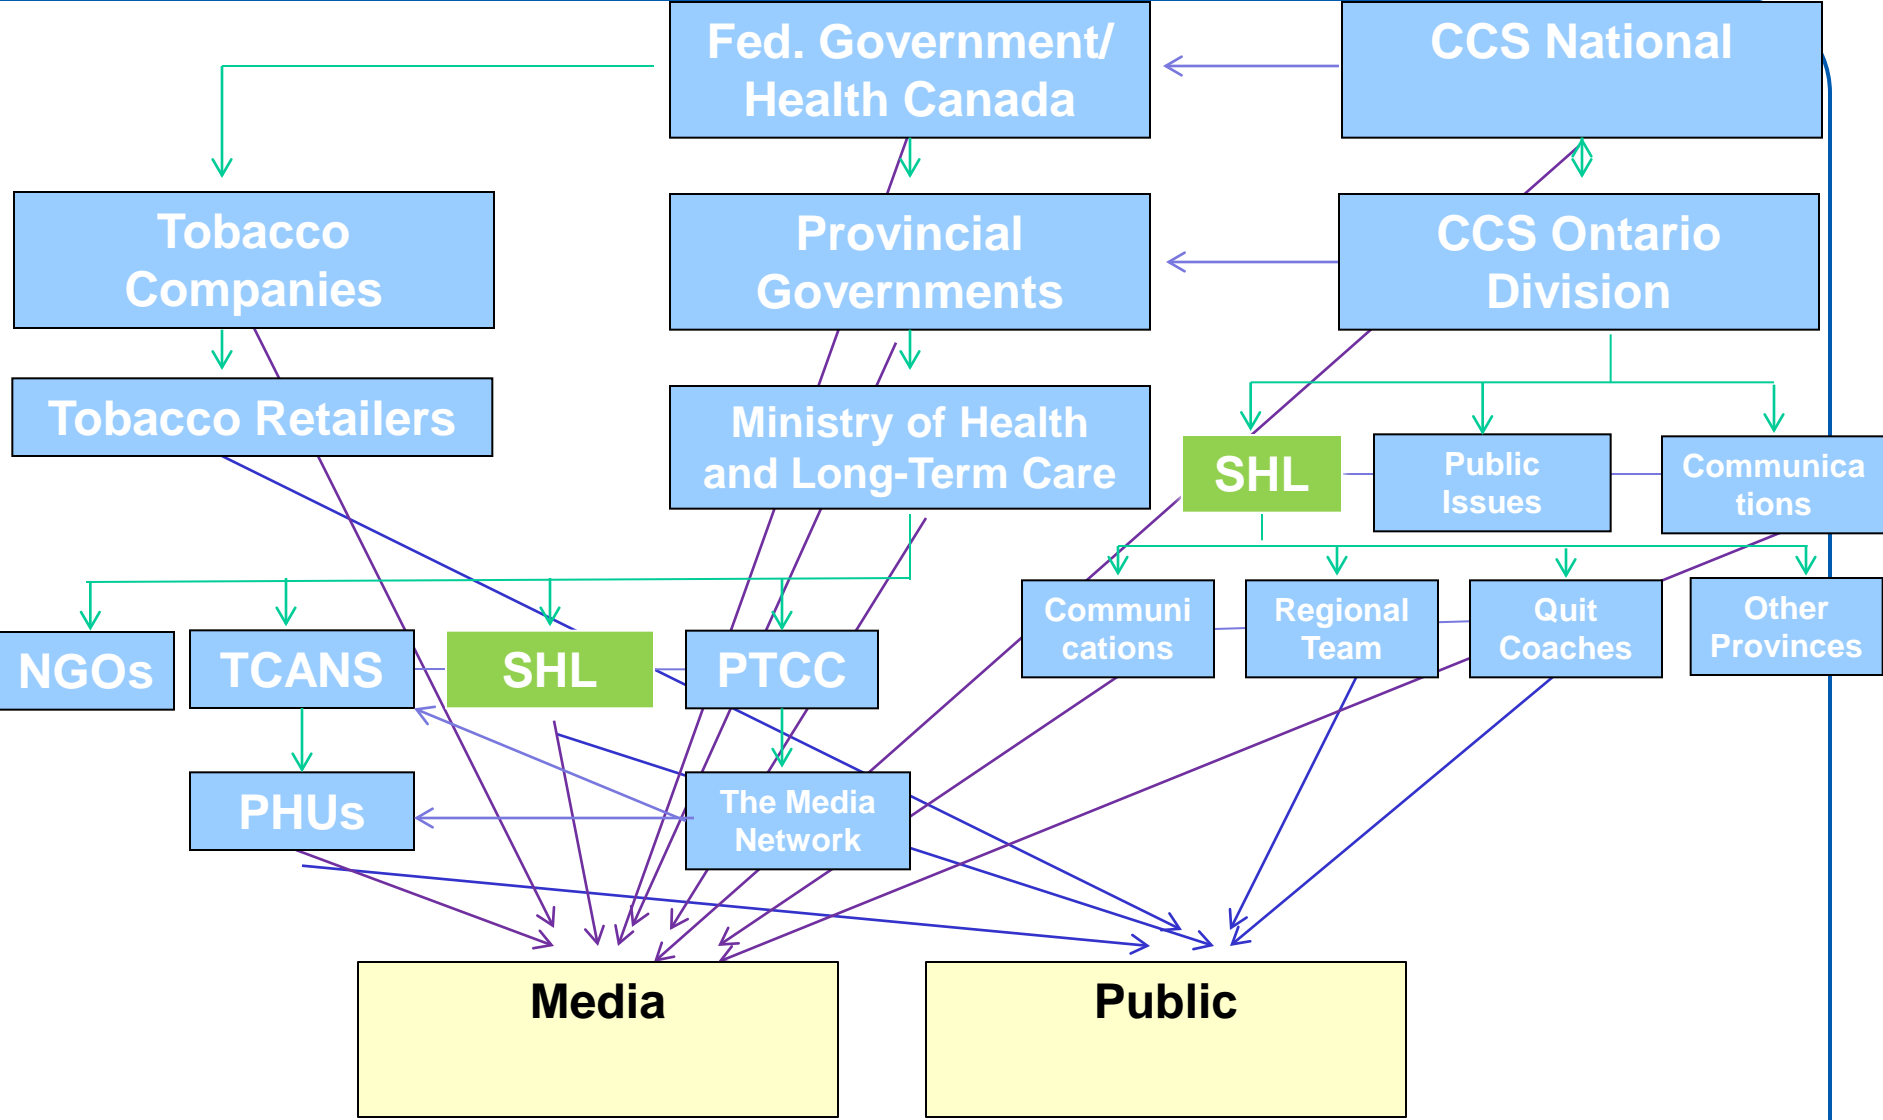 Fed. Government/
Health Canada
CCS National
Tobacco
Companies
Provincial
Governments
CCS Ontario
Division
Tobacco Retailers
Ministry of Health
and Long-Term Care
SHL
Public
Issues
Communica
tions
NGOs
TCANS
SHL
PTCC
Communi
cations
Regional
Team
Quit
Coaches
Other
Provinces
PHUs
The Media
Network
Media
Public